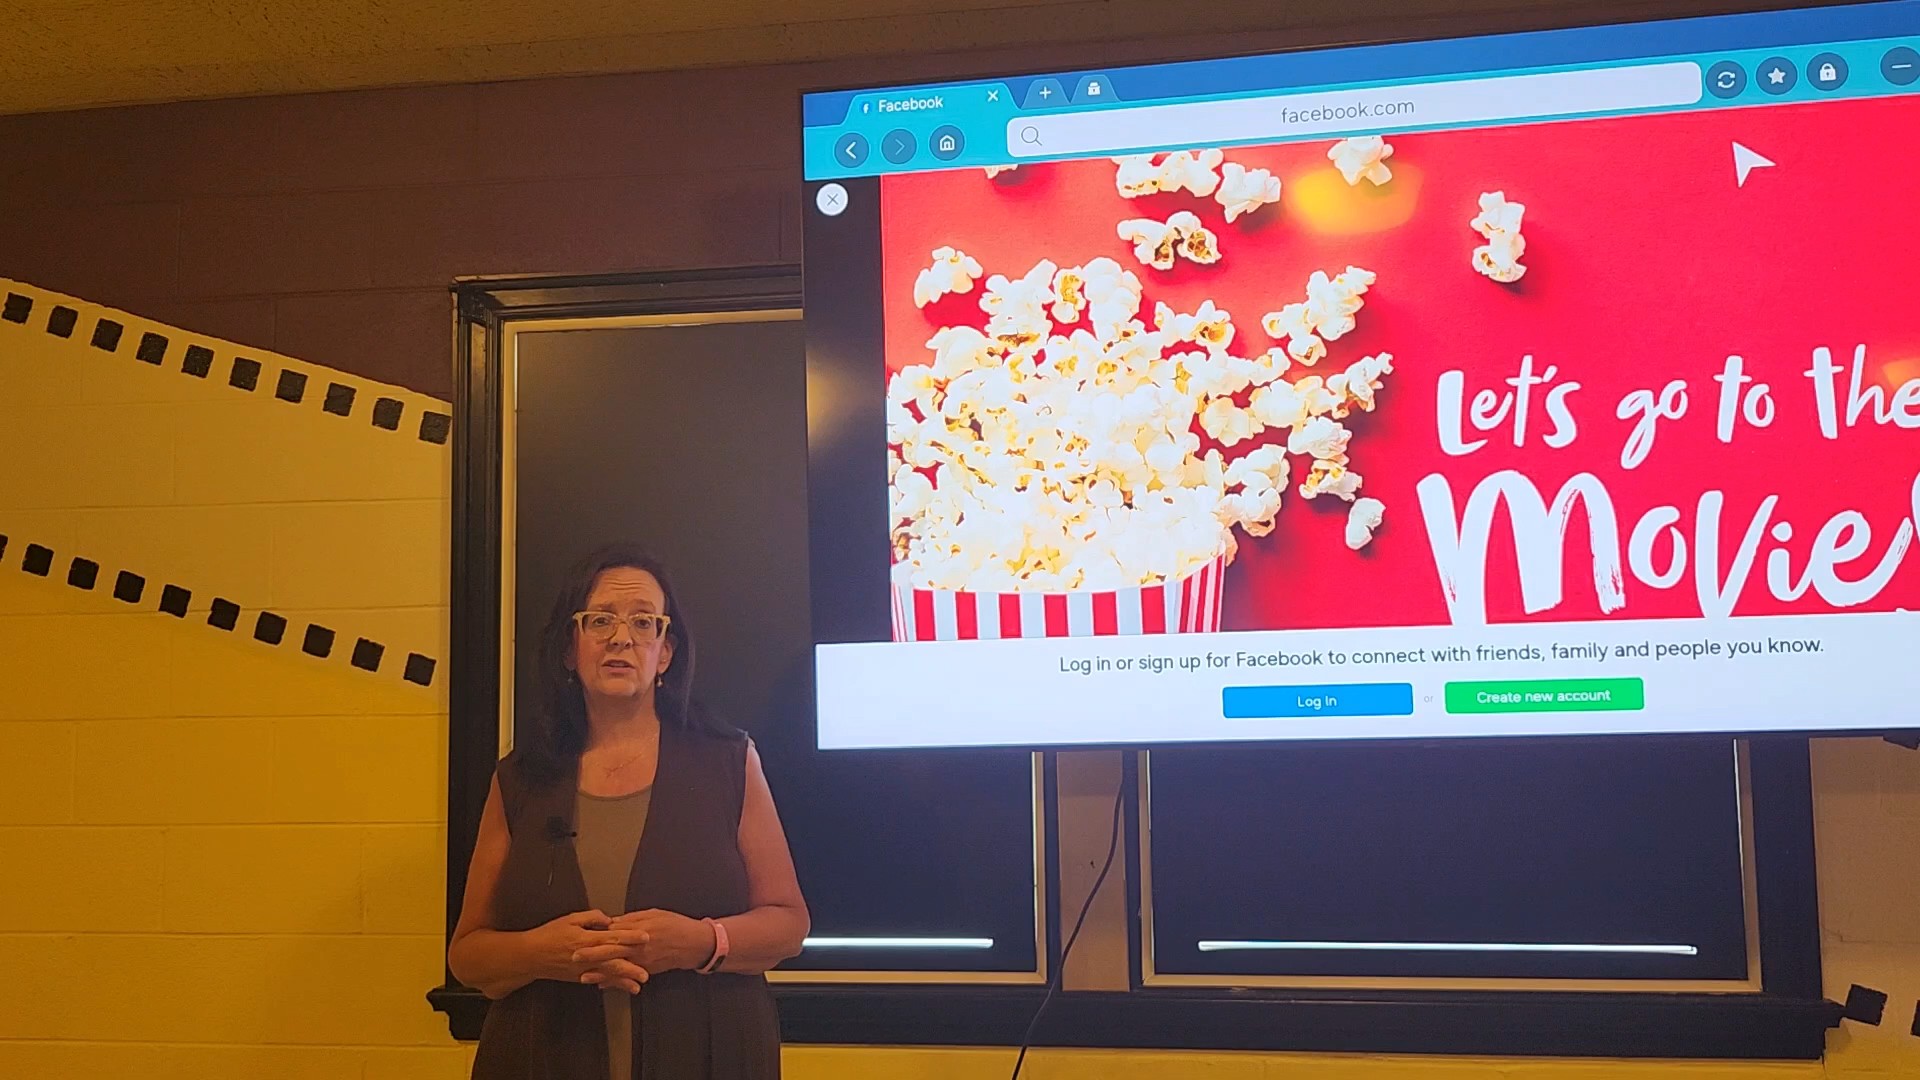 Facebook
facebook.com
Let's go to the
Movie
Log in or sign up for Facebook to connect with friends, family and people you know.
Log In
or
Create new account